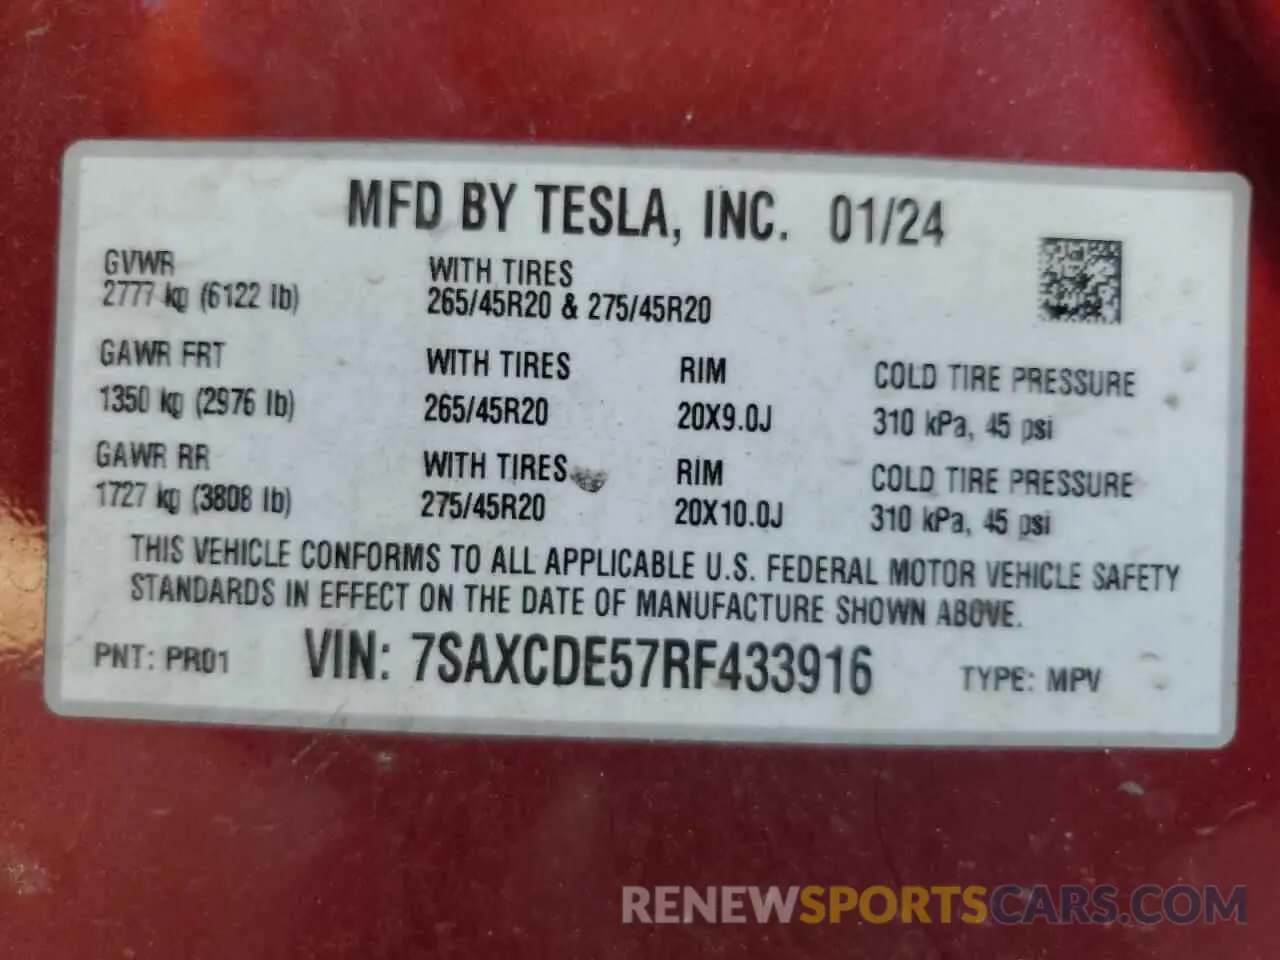 MFD BY TESLA, INC. 01/24
GVWR
2777 kg (6122 lb)
WITH TIRES
265/45R20 & 275/45R20
GAWR FRT
1350 kg (2976 lb)
WITH TIRES
265/45R20
RIM
20X9.0J
COLD TIRE PRESSURE
310 kPa, 45 psi
GAWR RR
1727 kg (3808 lb)
WITH TIRES
275/45R20
RIM
20X10.0J
COLD TIRE PRESSURE
310 kPa, 45 psi
THIS VEHICLE CONFORMS TO ALL APPLICABLE U.S. FEDERAL MOTOR VEHICLE SAFETY
STANDARDS IN EFFECT ON THE DATE OF MANUFACTURE SHOWN ABOVE.
PNT: PR01 VIN: 7SAXCDE57RF433916 TYPE: MPV
RENEWSPORTSCARS.COM